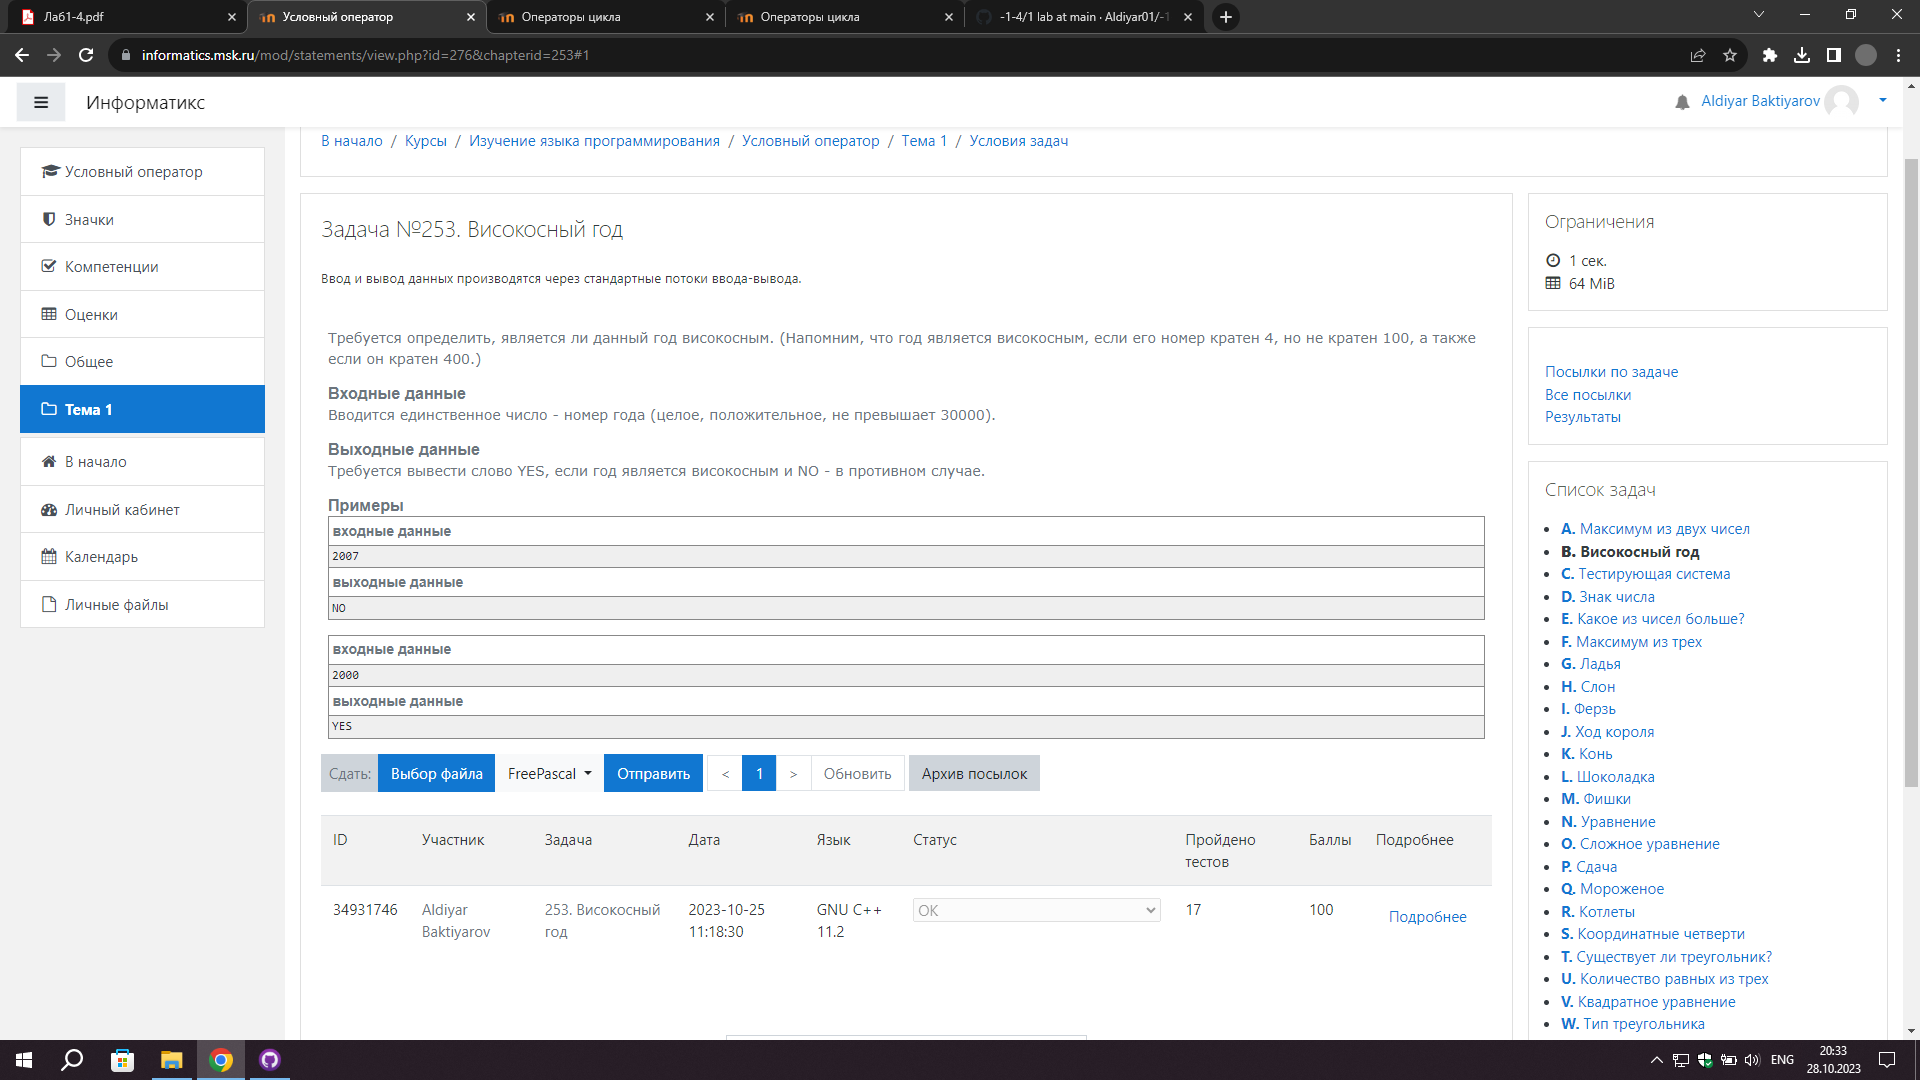 Лаб1-4.pdf
Условный оператор
Операторы цикла
Операторы цикла
-1-4/1 lab at main · Aldiyar01/-1
informatics.msk.ru/mod/statements/view.php?id=276&chapterid=253#1
Информатикс
Aldiyar Baktiyarov
В начало / Курсы / Изучение языка программирования / Условный оператор / Тема 1 / Условия задач
Условный оператор
Значки
Компетенции
Оценки
Общее
Тема 1
В начало
Личный кабинет
Календарь
Личные файлы
Задача №253. Високосный год
Ввод и вывод данных производятся через стандартные потоки ввода-вывода.
Требуется определить, является ли данный год високосным. (Напомним, что год является високосным, если его номер кратен 4, но не кратен 100, а также
если он кратен 400.)
Входные данные
Вводится единственное число - номер года (целое, положительное, не превышает 30000).
Выходные данные
Требуется вывести слово YES, если год является високосным и NO - в противном случае.
Примеры
входные данные
2007
выходные данные
NO
входные данные
2000
выходные данные
YES
Сдать: Выбор файла FreePascal Отправить < 1 > Обновить Архив посылок
ID Участник Задача Дата Язык Статус Пройдено тестов Баллы Подробнее
34931746 Aldiyar Baktiyarov 253. Високосный год 2023-10-25 11:18:30 GNU C++ 11.2 OK 17 100 Подробнее
Ограничения
1 сек.
64 MiB
Посылки по задаче
Все посылки
Результаты
Список задач
A. Максимум из двух чисел
B. Високосный год
C. Тестирующая система
D. Знак числа
E. Какое из чисел больше?
F. Максимум из трех
G. Ладья
H. Слон
I. Ферзь
J. Ход короля
K. Конь
L. Шоколадка
M. Фишки
N. Уравнение
O. Сложное уравнение
P. Сдача
Q. Мороженое
R. Котлеты
S. Координатные четверти
T. Существует ли треугольник?
U. Количество равных из трех
V. Квадратное уравнение
W. Тип треугольника
ENG
20:33
28.10.2023